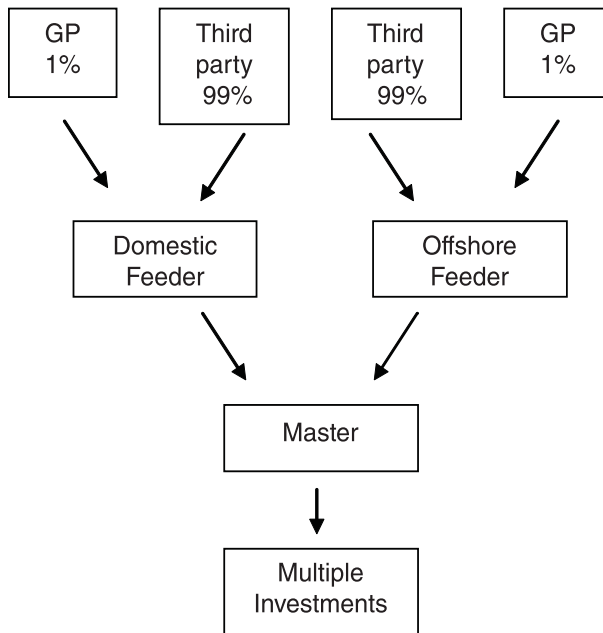 GP
1%
Third
party
99%
Third
party
99%
GP
1%
Domestic
Feeder
Offshore
Feeder
Master
Multiple
Investments